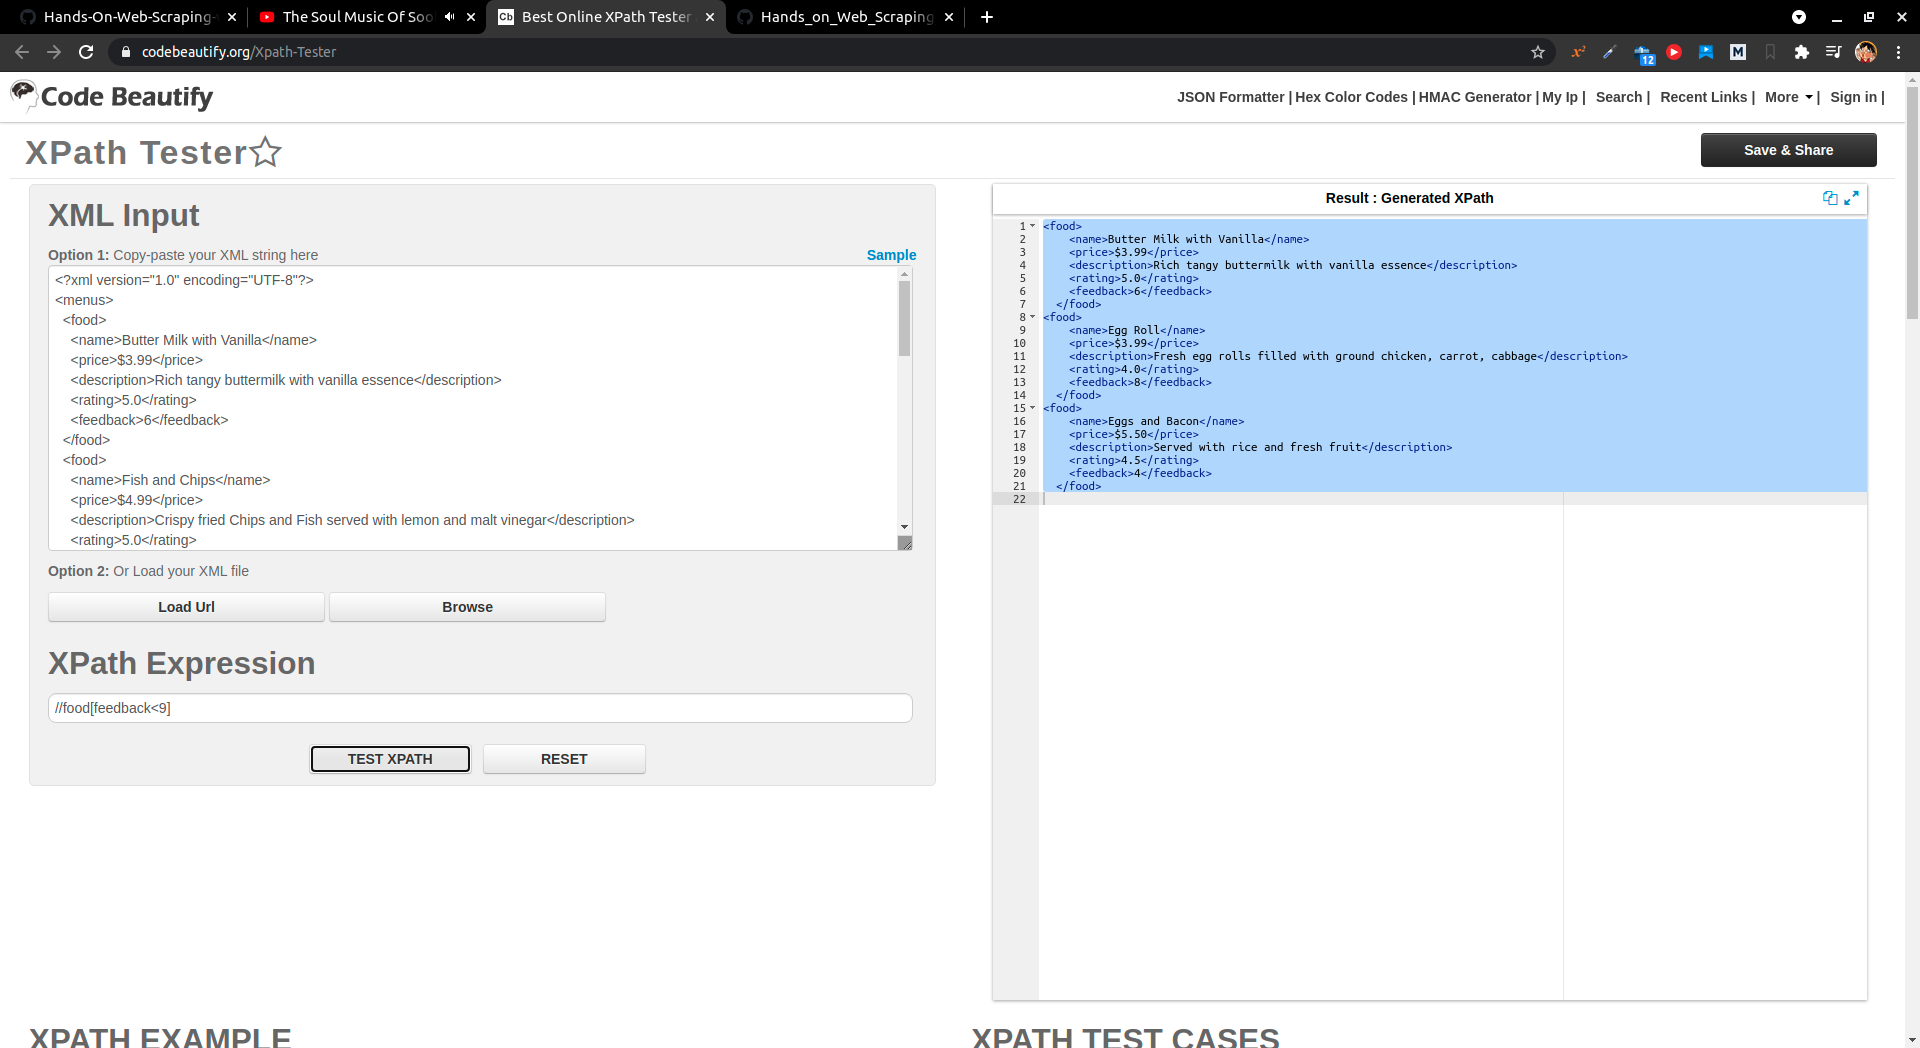 Hands-On-Web-Scraping-
The Soul Music Of Soo
Best Online XPath Tester
Hands_on_Web_Scraping
codebeautify.org/Xpath-Tester
12
Code Beautify
JSON Formatter | Hex Color Codes | HMAC Generator | My Ip | Search | Recent Links | More | Sign in |
XPath Tester
Save & Share
XML Input
Option 1: Copy-paste your XML string here
Sample
<?xml version="1.0" encoding="UTF-8"?>
<menus>
<food>
<name>Butter Milk with Vanilla</name>
<price>$3.99</price>
<description>Rich tangy buttermilk with vanilla essence</description>
<rating>5.0</rating>
<feedback>6</feedback>
</food>
<food>
<name>Fish and Chips</name>
<price>$4.99</price>
<description>Crispy fried Chips and Fish served with lemon and malt vinegar</description>
<rating>5.0</rating>
Option 2: Or Load your XML file
Load Url
Browse
XPath Expression
//food[feedback<9]
TEST XPATH
RESET
Result : Generated XPath
1 <food>
2 <name>Butter Milk with Vanilla</name>
3 <price>$3.99</price>
4 <description>Rich tangy buttermilk with vanilla essence</description>
5 <rating>5.0</rating>
6 <feedback>6</feedback>
7 </food>
8 <food>
9 <name>Egg Roll</name>
10 <price>$3.99</price>
11 <description>Fresh egg rolls filled with ground chicken, carrot, cabbage</description>
12 <rating>4.0</rating>
13 <feedback>8</feedback>
14 </food>
15 <food>
16 <name>Eggs and Bacon</name>
17 <price>$5.50</price>
18 <description>Served with rice and fresh fruit</description>
19 <rating>4.5</rating>
20 <feedback>4</feedback>
21 </food>
22
XPATH EXAMPLE
XPATH TEST CASES